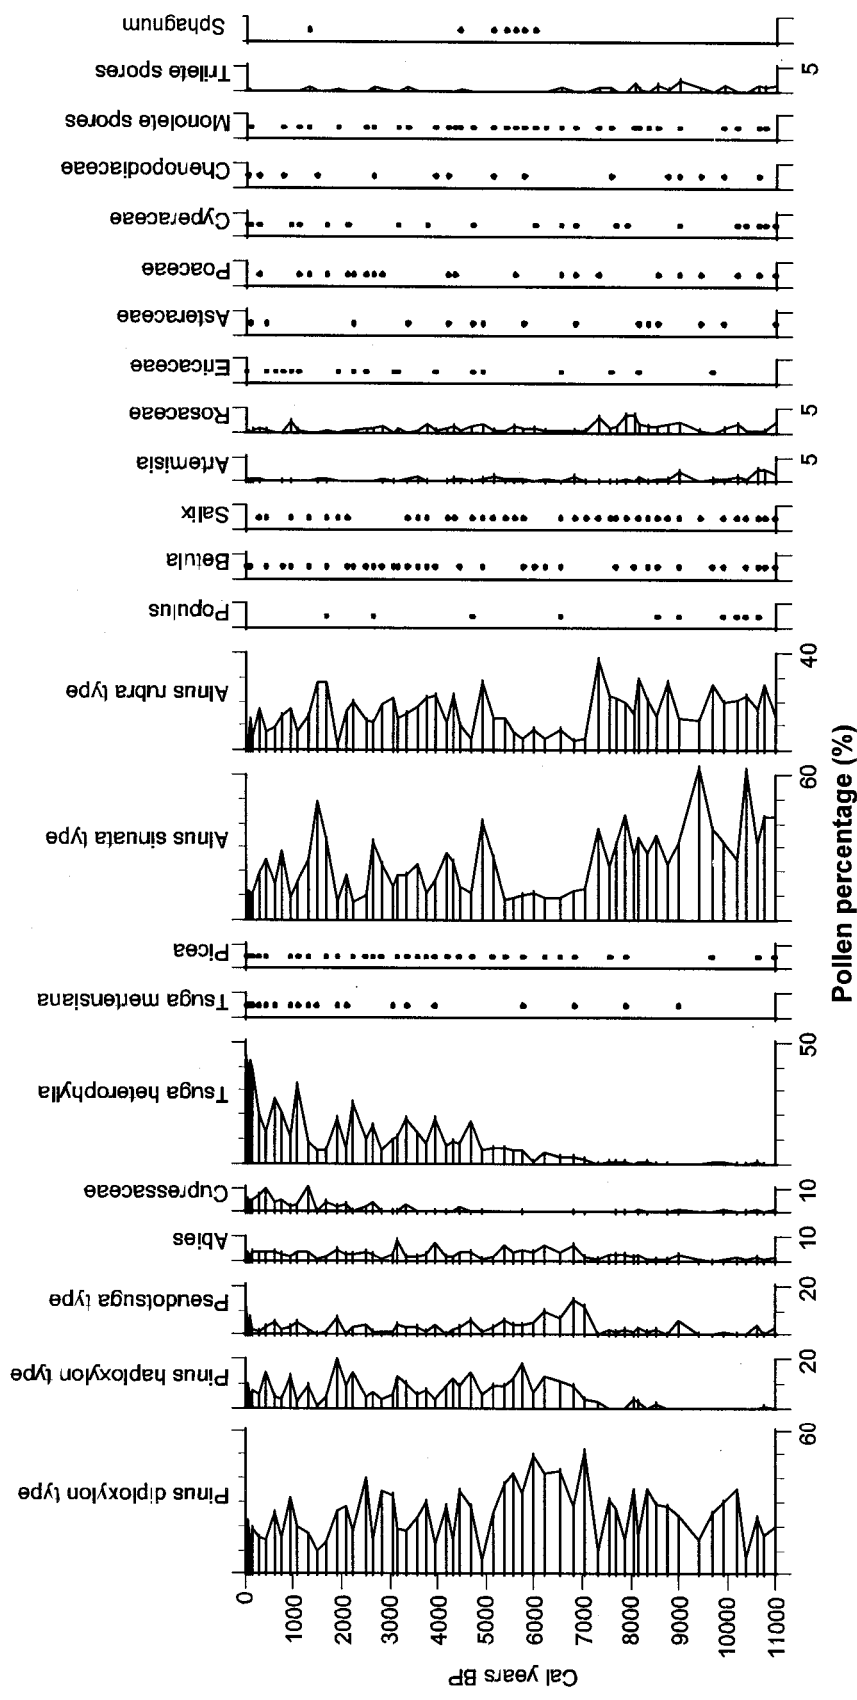 Sphagnum
Trilete spores
5
Monolete spores
Chenopodiaceae
Cyperaceae
Poaceae
Asteraceae
Ericaceae
Rosaceae
5
Artemisia
5
Salix
Betula
Populus
Alnus rubra type
40
Alnus sinuata type
60
Picea
Tsuga mertensiana
Tsuga heterophylla
50
Cupressaceae
10
Abies
10
Pseudotsuga type
20
Pinus haploxylon type
20
Pinus diploxylon type
60
0
1000
2000
3000
4000
5000
6000
7000
8000
9000
10000
11000
Cal years BP
Pollen percentage (%)